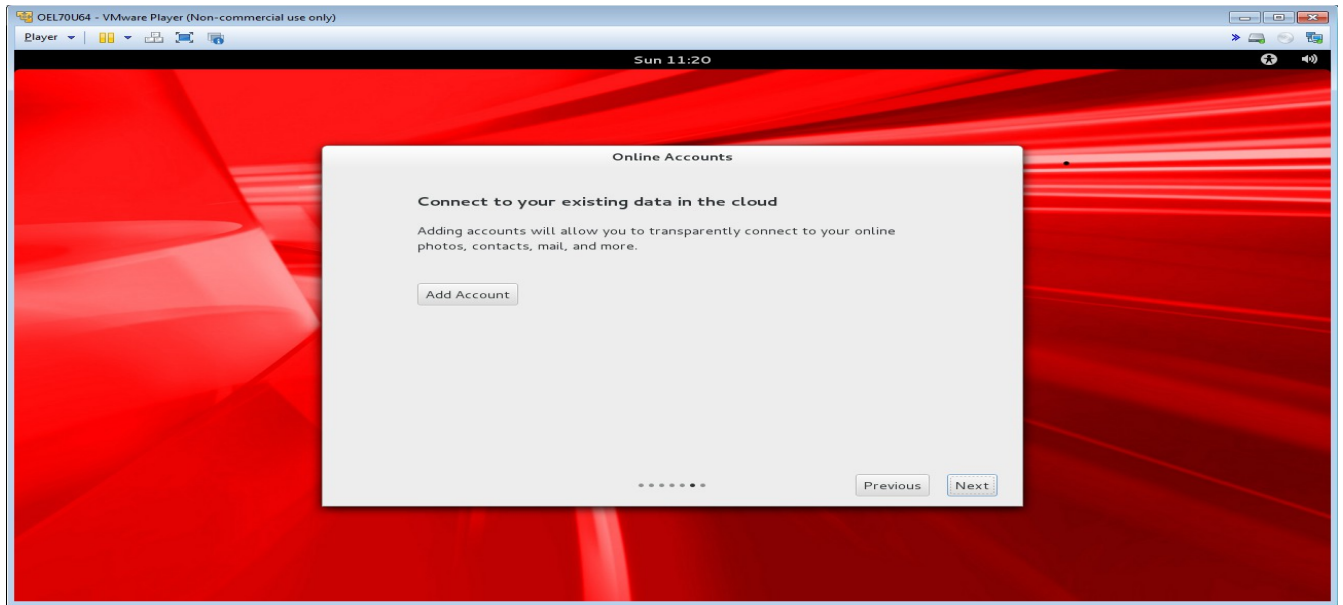 OEL70U64 - VMware Player (Non-commercial use only)
Player
Sun 11:20
Online Accounts
Connect to your existing data in the cloud
Adding accounts will allow you to transparently connect to your online
photos, contacts, mail, and more.
Add Account
Previous Next